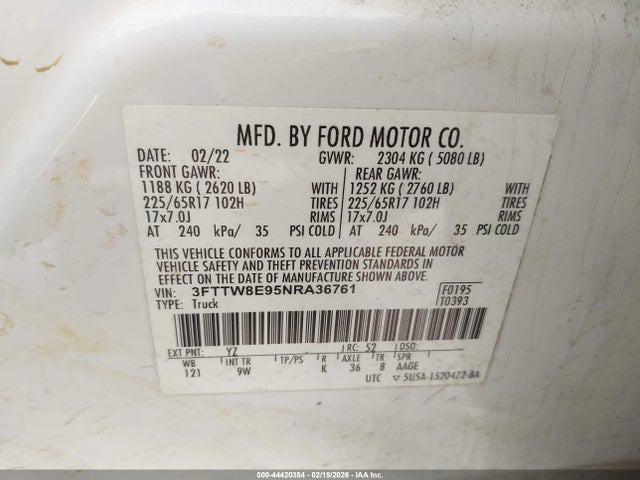 MFD. BY FORD MOTOR CO.
DATE: 02/22 GVWR: 2304 KG ( 5080 LB)
FRONT GAWR: REAR GAWR:
1188 KG ( 2620 LB) WITH 1252 KG ( 2760 LB) WITH
225/65R17 102H TIRES 225/65R17 102H TIRES
17x7.0J RIMS 17x7.0J RIMS
AT 240 kPa/ 35 PSI COLD AT 240 kPa/ 35 PSI COLD
THIS VEHICLE CONFORMS TO ALL APPLICABLE FEDERAL MOTOR
VEHICLE SAFETY AND THEFT PREVENTION STANDARDS IN
EFFECT ON THE DATE OF MANUFACTURE SHOWN ABOVE.
VIN: 3FTTW8E95NRA36761 F0195
TYPE: Truck T0393
EXT PNT: YZ RC: 52 DSO:
WB INT TR TP/PS R AXLE TR SPR
121 9W K 36 8 AAGE
UTC 5U5A-1520472-BA
000-44420354 | 02/19/2026 - IAA Inc.